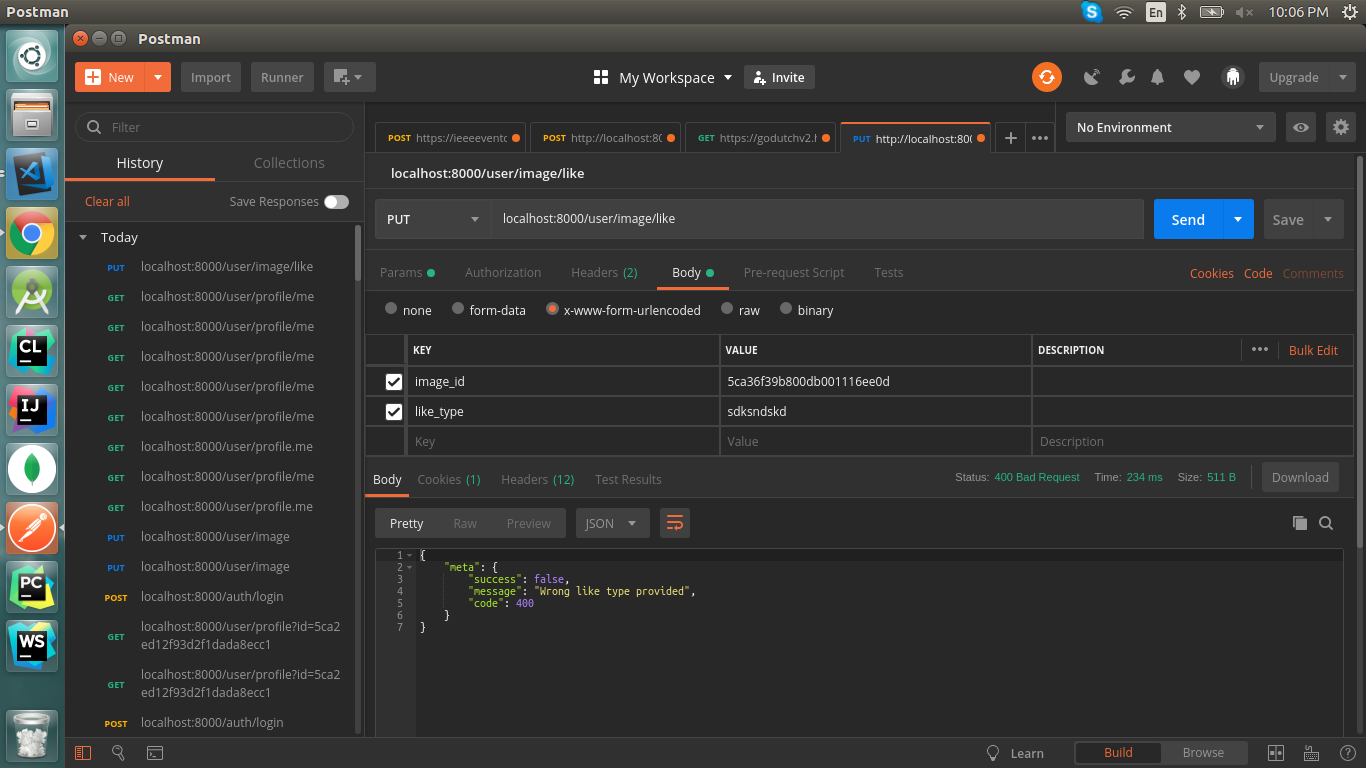 Postman
En
10:06 PM
Postman
New
Import
Runner
My Workspace
Invite
Upgrade
Filter
History
Collections
Clear all
Save Responses
Today
PUT localhost:8000/user/image/like
GET localhost:8000/user/profile/me
GET localhost:8000/user/profile/me
GET localhost:8000/user/profile/me
GET localhost:8000/user/profile/me
GET localhost:8000/user/profile/me
GET localhost:8000/user/profile.me
GET localhost:8000/user/profile/me
GET localhost:8000/user/profile.me
PUT localhost:8000/user/image
PUT localhost:8000/user/image
POST localhost:8000/auth/login
GET localhost:8000/user/profile?id=5ca2
ed12f93d2f1dada8ecc1
GET localhost:8000/user/profile?id=5ca2
ed12f93d2f1dada8ecc1
POST localhost:8000/auth/login
CL
IJ
PC
WS
POST https://ieeeevento
POST http://localhost:80
GET https://godutchv2.h
PUT http://localhost:800
No Environment
localhost:8000/user/image/like
PUT localhost:8000/user/image/like
Send
Save
Params
Authorization
Headers (2)
Body
Pre-request Script
Tests
Cookies
Code
Comments
none
form-data
x-www-form-urlencoded
raw
binary
KEY VALUE DESCRIPTION
Bulk Edit
image_id 5ca36f39b800db001116ee0d
like_type sdksndskd
Key Value Description
Body
Cookies (1)
Headers (12)
Test Results
Status: 400 Bad Request Time: 234 ms Size: 511 B
Download
Pretty
Raw
Preview
JSON
1 {
2 "meta": {
3 "success": false,
4 "message": "Wrong like type provided",
5 "code": 400
6 }
7 }
Learn
Build
Browse